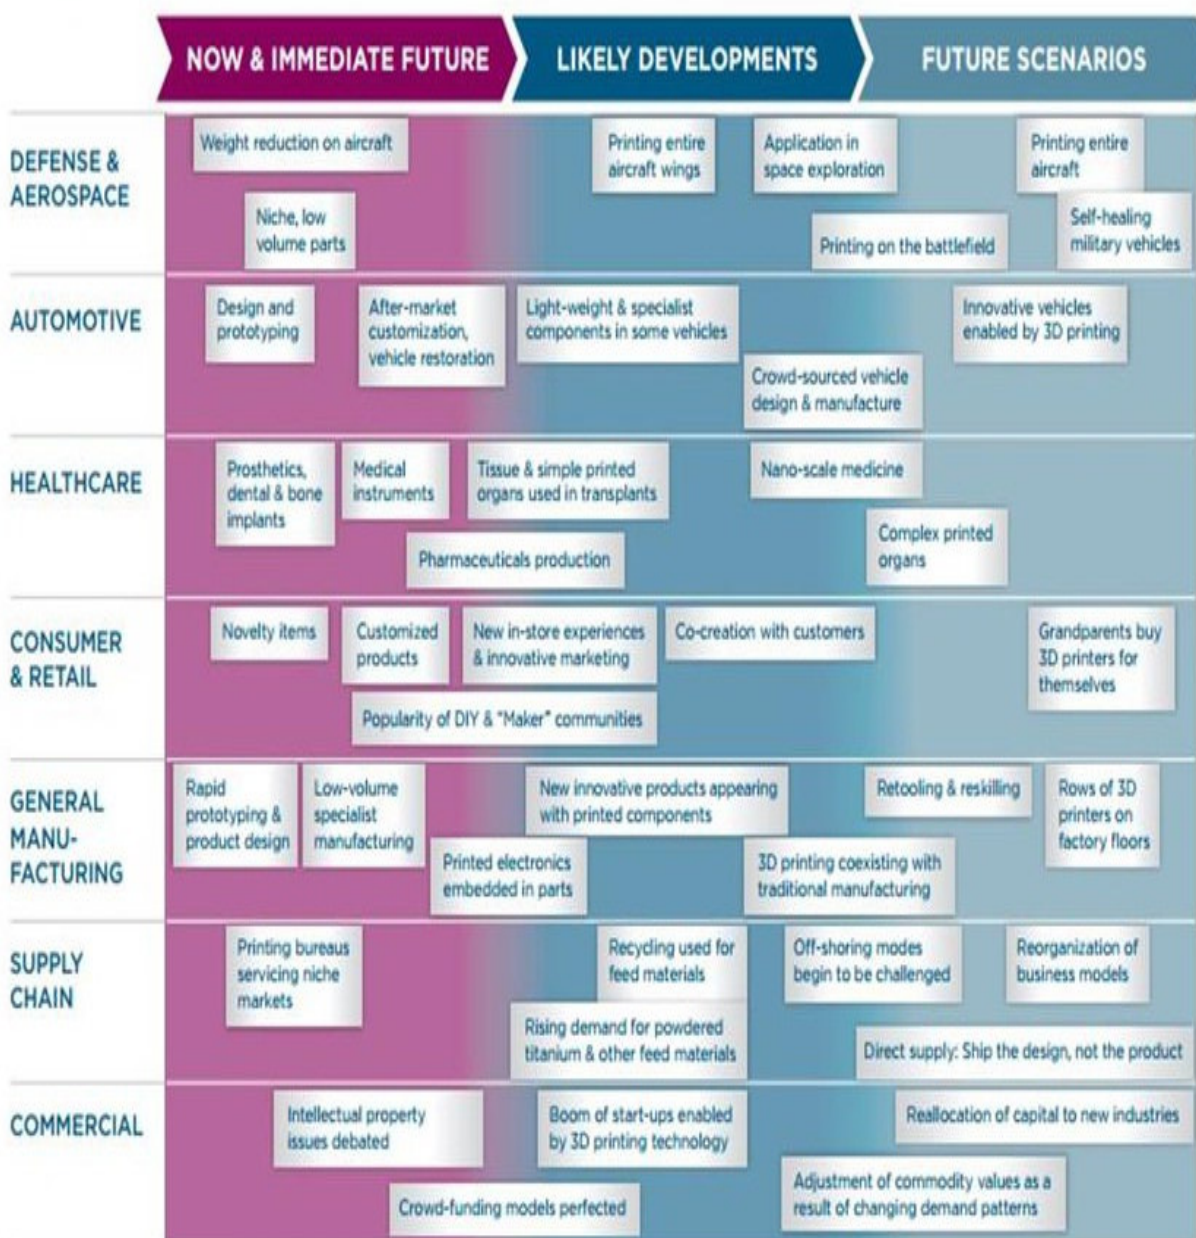 NOW & IMMEDIATE FUTURE
LIKELY DEVELOPMENTS
FUTURE SCENARIOS
DEFENSE &
AEROSPACE
Weight reduction on aircraft
Niche, low
volume parts
Printing entire
aircraft wings
Application in
space exploration
Printing on the battlefield
Printing entire
aircraft
Self-healing
military vehicles
AUTOMOTIVE
Design and
prototyping
After-market
customization,
vehicle restoration
Light-weight & specialist
components in some vehicles
Crowd-sourced vehicle
design & manufacture
Innovative vehicles
enabled by 3D printing
HEALTHCARE
Prosthetics,
dental & bone
implants
Medical
instruments
Tissue & simple printed
organs used in transplants
Pharmaceuticals production
Nano-scale medicine
Complex printed
organs
CONSUMER
& RETAIL
Novelty items
Customized
products
New in-store experiences
& innovative marketing
Popularity of DIY & "Maker" communities
Co-creation with customers
Grandparents buy
3D printers for
themselves
GENERAL
MANU-
FACTURING
Rapid
prototyping &
product design
Low-volume
specialist
manufacturing
Printed electronics
embedded in parts
New innovative products appearing
with printed components
3D printing coexisting with
traditional manufacturing
Retooling & reskilling
Rows of 3D
printers on
factory floors
SUPPLY
CHAIN
Printing bureaus
servicing niche
markets
Recycling used for
feed materials
Rising demand for powdered
titanium & other feed materials
Off-shoring modes
begin to be challenged
Reorganization of
business models
Direct supply: Ship the design, not the product
COMMERCIAL
Intellectual property
issues debated
Crowd-funding models perfected
Boom of start-ups enabled
by 3D printing technology
Reallocation of capital to new industries
Adjustment of commodity values as a
result of changing demand patterns